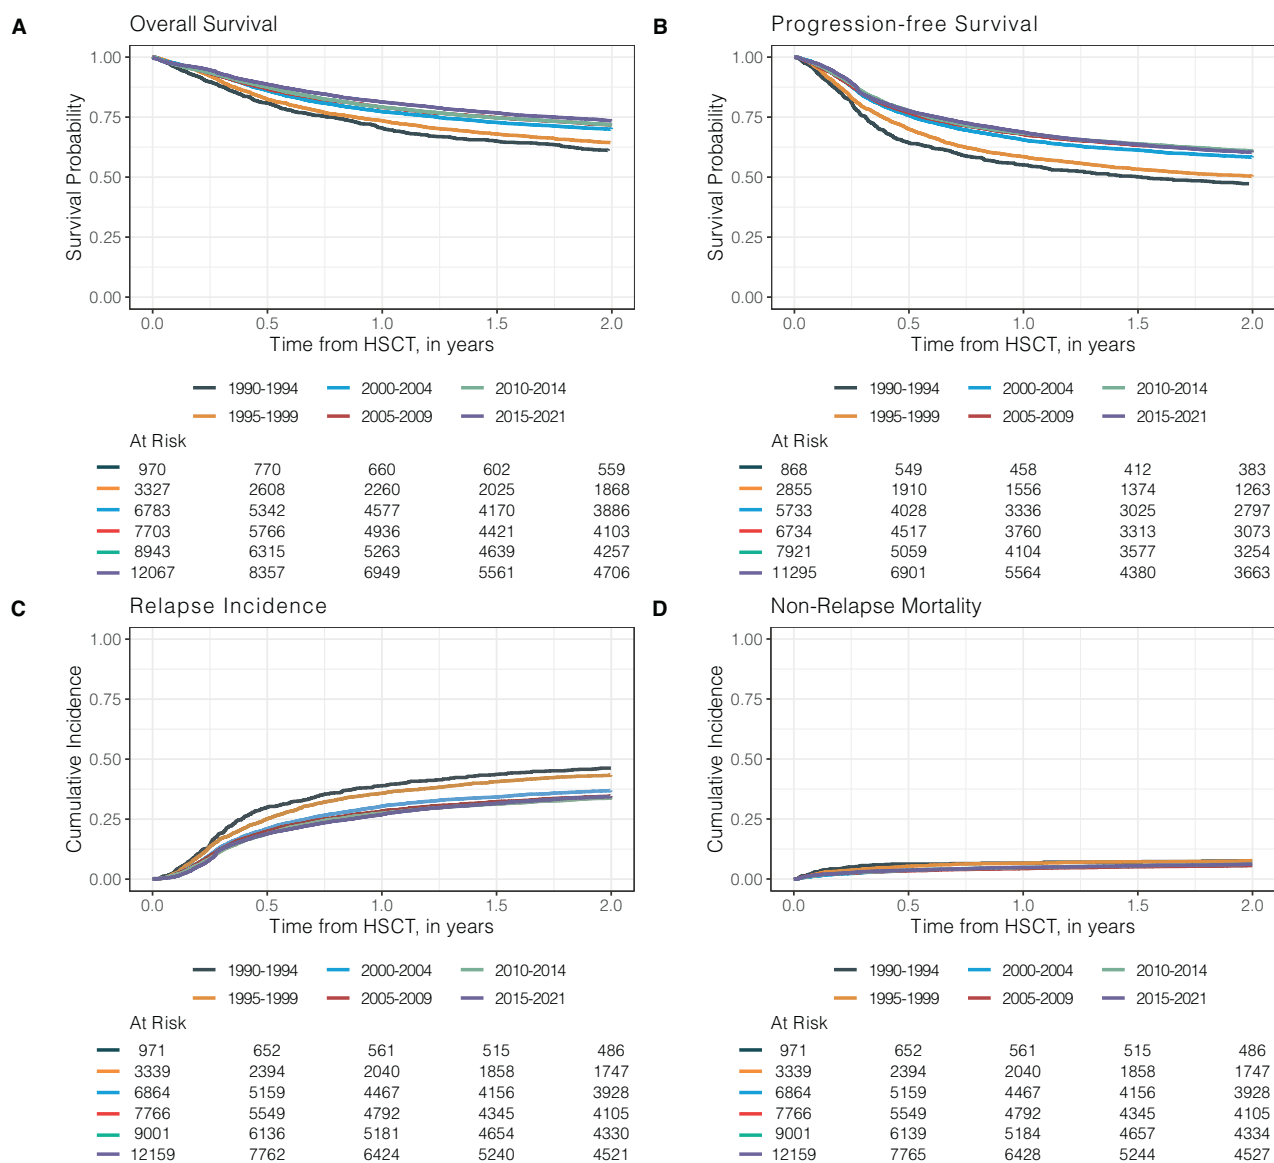 A Overall Survival
1.00
0.75
0.50
0.25
0.00
Survival Probability
0.0 0.5 1.0 1.5 2.0
Time from HSCT, in years
1990-1994 2000-2004 2010-2014
1995-1999 2005-2009 2015-2021
At Risk
970 770 660 602 559
3327 2608 2260 2025 1868
6783 5342 4577 4170 3886
7703 5766 4936 4421 4103
8943 6315 5263 4639 4257
12067 8357 6949 5561 4706
B Progression-free Survival
1.00
0.75
0.50
0.25
0.00
Survival Probability
0.0 0.5 1.0 1.5 2.0
Time from HSCT, in years
1990-1994 2000-2004 2010-2014
1995-1999 2005-2009 2015-2021
At Risk
868 549 458 412 383
2855 1910 1556 1374 1263
5733 4028 3336 3025 2797
6734 4517 3760 3313 3073
7921 5059 4104 3577 3254
11295 6901 5564 4380 3663
C Relapse Incidence
1.00
0.75
0.50
0.25
0.00
Cumulative Incidence
0.0 0.5 1.0 1.5 2.0
Time from HSCT, in years
1990-1994 2000-2004 2010-2014
1995-1999 2005-2009 2015-2021
At Risk
971 652 561 515 486
3339 2394 2040 1858 1747
6864 5159 4467 4156 3928
7766 5549 4792 4345 4105
9001 6136 5181 4654 4330
12159 7762 6424 5240 4521
D Non-Relapse Mortality
1.00
0.75
0.50
0.25
0.00
Cumulative Incidence
0.0 0.5 1.0 1.5 2.0
Time from HSCT, in years
1990-1994 2000-2004 2010-2014
1995-1999 2005-2009 2015-2021
At Risk
971 652 561 515 486
3339 2394 2040 1858 1747
6864 5159 4467 4156 3928
7766 5549 4792 4345 4105
9001 6139 5184 4657 4334
12159 7765 6428 5244 4527